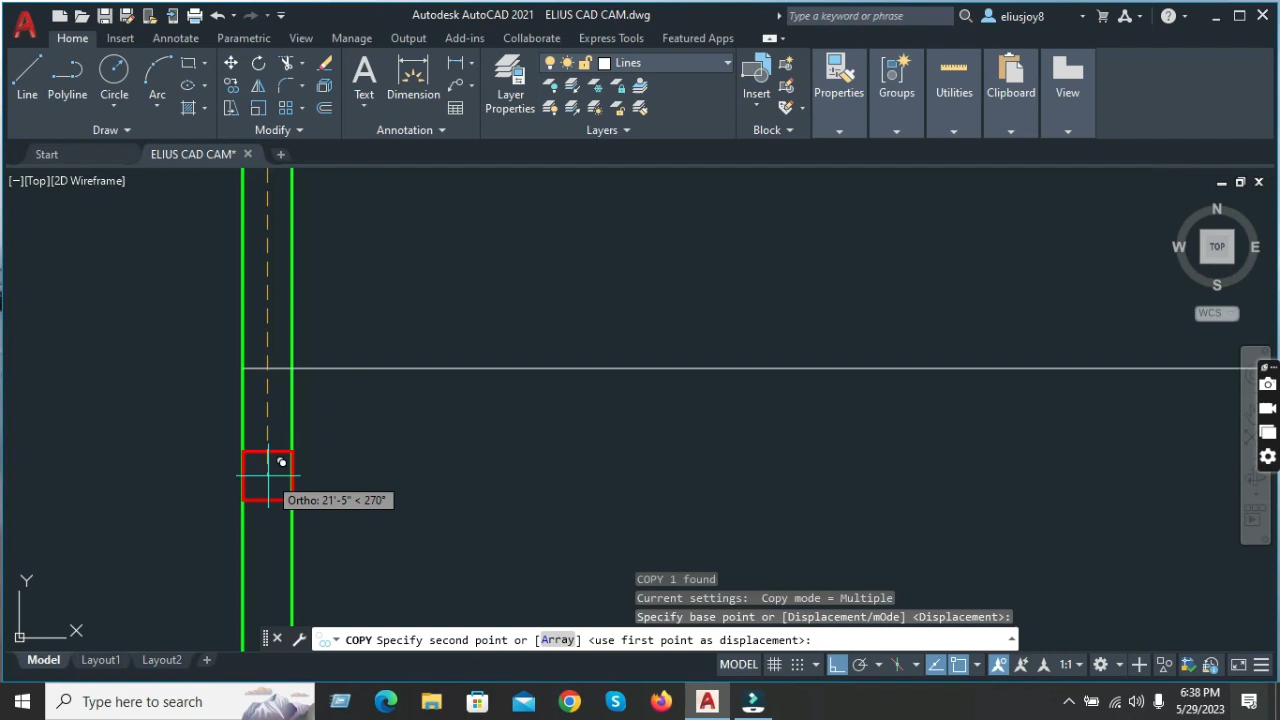 Autodesk AutoCAD 2021 ELIUS CAD CAM.dwg Type a keyword or phrase eliusjoy8
Home Insert Annotate Parametric View Manage Output Add-ins Collaborate Express Tools Featured Apps
Lines
Line Polyline Circle Arc Text Dimension Layer Properties Insert Properties Groups Utilities Clipboard View
Draw Modify Annotation Layers Block
Start ELIUS CAD CAM*
[−][Top][2D Wireframe]
N
W TOP E
S
WCS
Ortho: 21'-5" < 270°
COPY 1 found
Current settings: Copy mode = Multiple
Specify base point or [Displacement/mOde] <Displacement>:
Y
X
COPY Specify second point or [Array] <use first point as displacement>:
Model Layout1 Layout2 MODEL 1:1
Type here to search
6:38 PM
5/29/2023